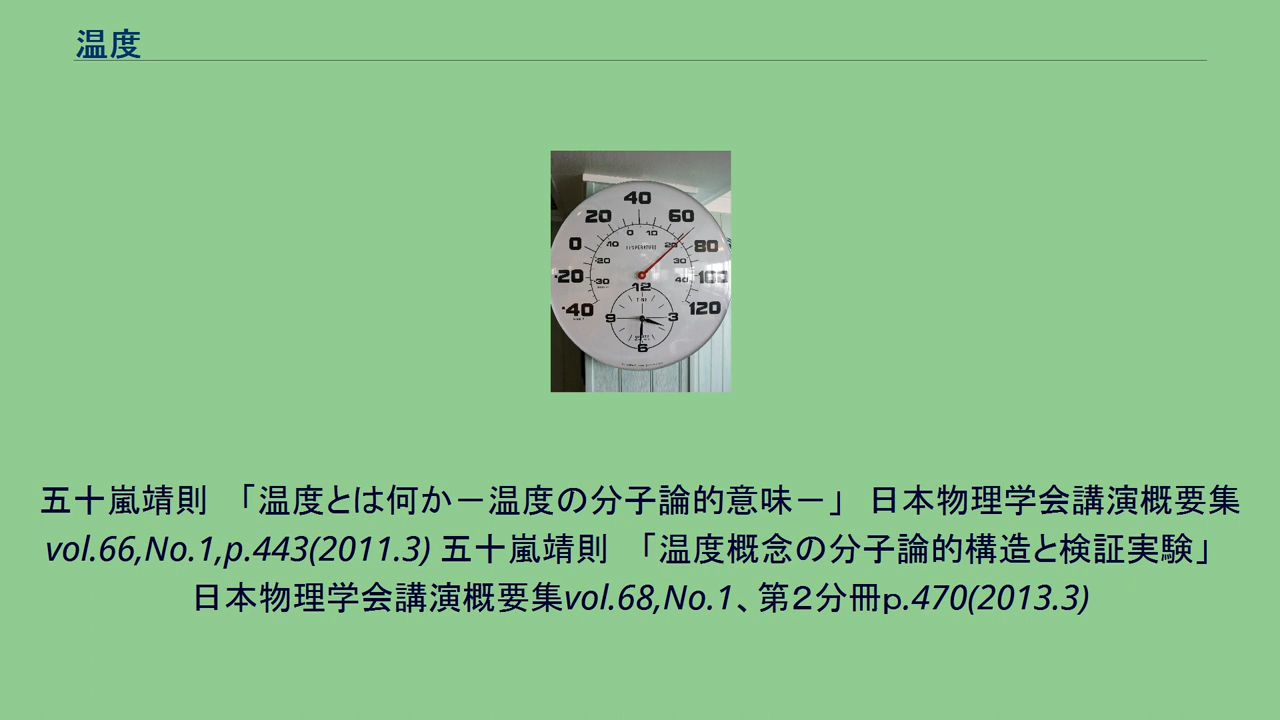 温度
40
20 60
0 10
0 10 20 80
20 30
-20 30 40 100
-40 120
12
TIME
9 3
6
五十嵐靖則　「温度とは何か－温度の分子論的意味－」 日本物理学会講演概要集
vol.66,No.1,p.443(2011.3) 五十嵐靖則　「温度概念の分子論的構造と検証実験」
日本物理学会講演概要集vol.68,No.1、第２分冊ｐ.470(2013.3)